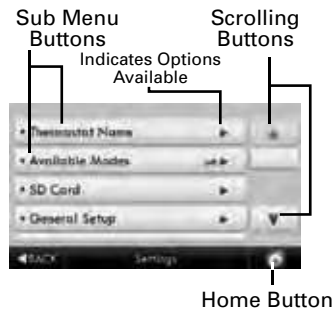 Sub Menu
Buttons
Scrolling
Buttons
Indicates Options
Available
• Thermostat Name
• Available Modes
• SD Card
• General Setup
◀BACK
Settings
Home Button